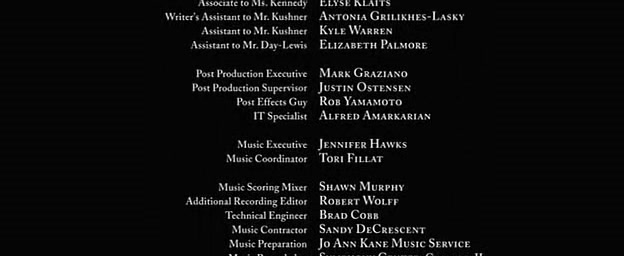 Associate to Ms. Kennedy ELYSE KLAITS
Writer's Assistant to Mr. Kushner ANTONIA GRILIKHES-LASKY
Assistant to Mr. Kushner KYLE WARREN
Assistant to Mr. Day-Lewis ELIZABETH PALMORE
Post Production Executive MARK GRAZIANO
Post Production Supervisor JUSTIN OSTENSEN
Post Effects Guy ROB YAMAMOTO
IT Specialist ALFRED AMARKARIAN
Music Executive JENNIFER HAWKS
Music Coordinator TORI FILLAT
Music Scoring Mixer SHAWN MURPHY
Additional Recording Editor ROBERT WOLFF
Technical Engineer BRAD COBB
Music Contractor SANDY DECRESCENT
Music Preparation JO ANN KANE MUSIC SERVICE